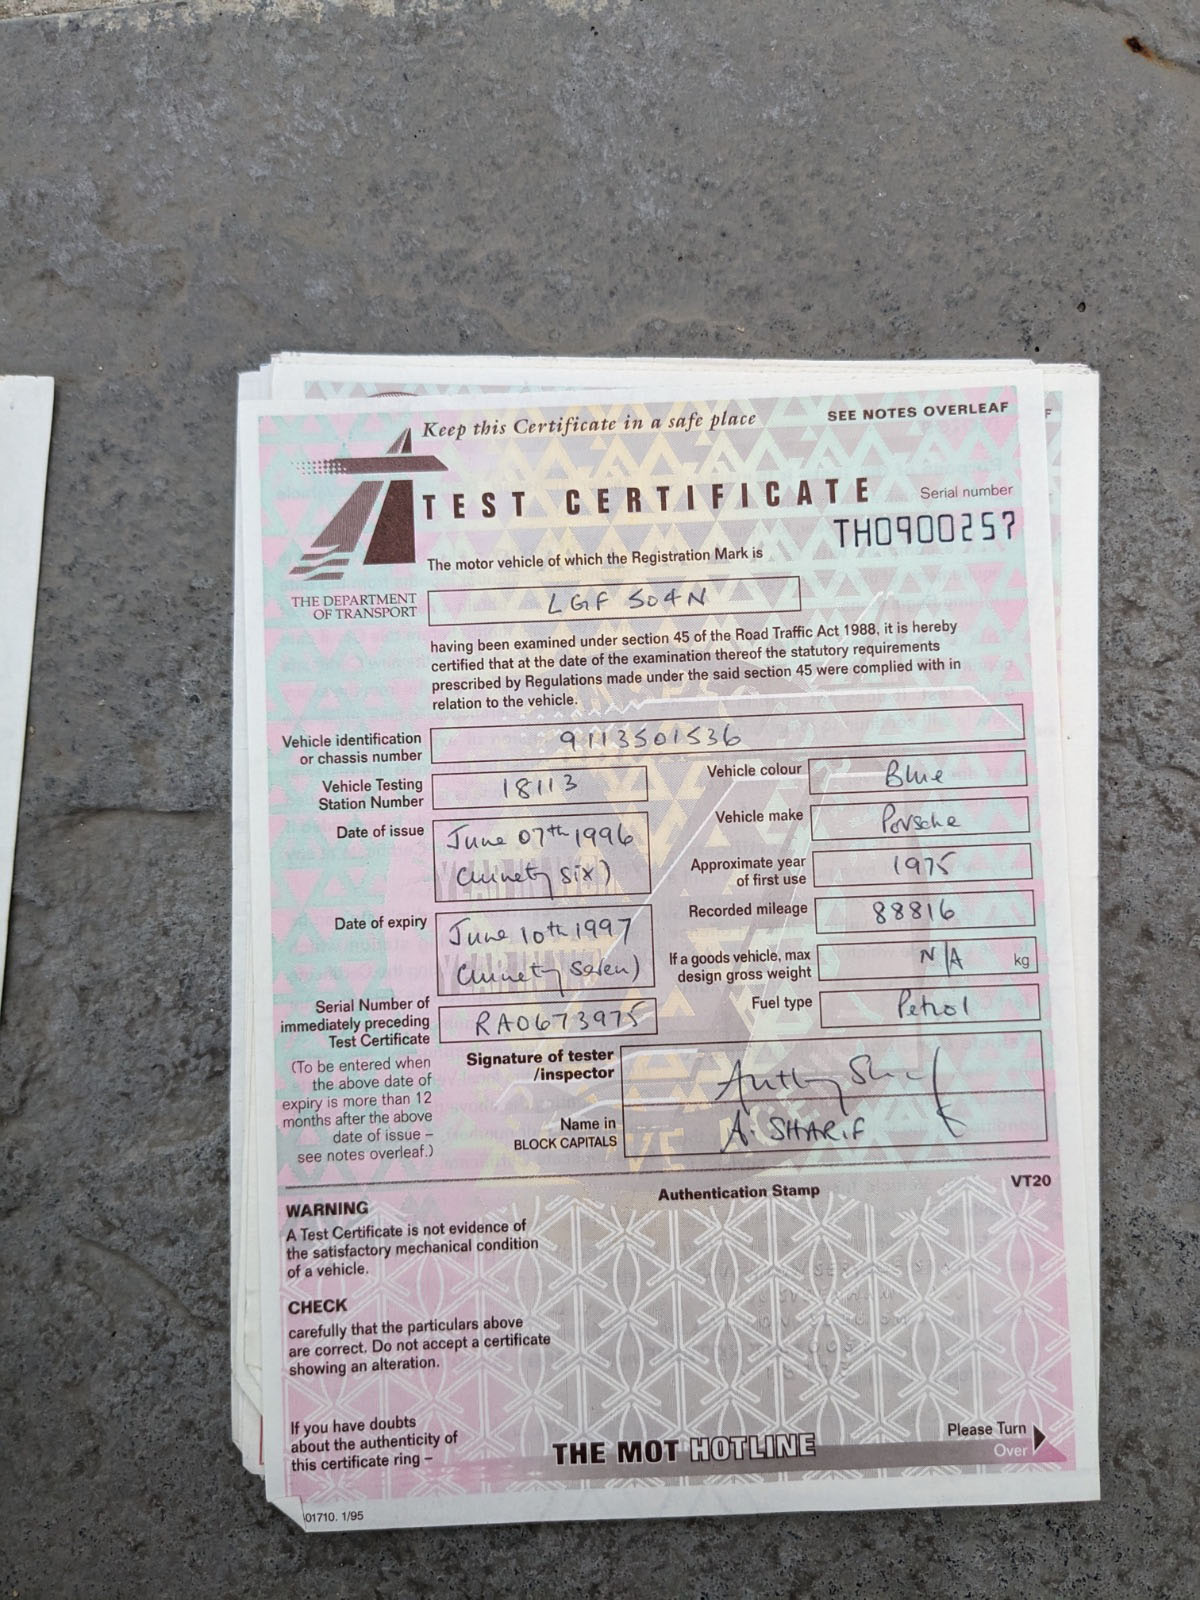 Keep this Certificate in a safe place
SEE NOTES OVERLEAF
TEST CERTIFICATE
Serial number
TH0900257
The motor vehicle of which the Registration Mark is
THE DEPARTMENT
OF TRANSPORT
LGF 504N
having been examined under section 45 of the Road Traffic Act 1988, it is hereby
certified that at the date of the examination thereof the statutory requirements
prescribed by Regulations made under the said section 45 were complied with in
relation to the vehicle.
Vehicle identification
or chassis number
9113501536
Vehicle Testing
Station Number
18113
Vehicle colour
Blue
Date of issue
June 07th 1996
(ninety six)
Vehicle make
Porsche
Approximate year
of first use
1975
Date of expiry
June 10th 1997
(ninety seven)
Recorded mileage
88816
If a goods vehicle, max
design gross weight
N/A
kg
Serial Number of
immediately preceding
Test Certificate
RA0673975
Fuel type
Petrol
(To be entered when
the above date of
expiry is more than 12
months after the above
date of issue –
see notes overleaf.)
Signature of tester
/inspector
Name in
BLOCK CAPITALS
A. SHARIF
VT20
WARNING
A Test Certificate is not evidence of
the satisfactory mechanical condition
of a vehicle.
Authentication Stamp
CHECK
carefully that the particulars above
are correct. Do not accept a certificate
showing an alteration.
If you have doubts
about the authenticity of
this certificate ring –
THE MOT HOTLINE
Please Turn
Over
01710. 1/95